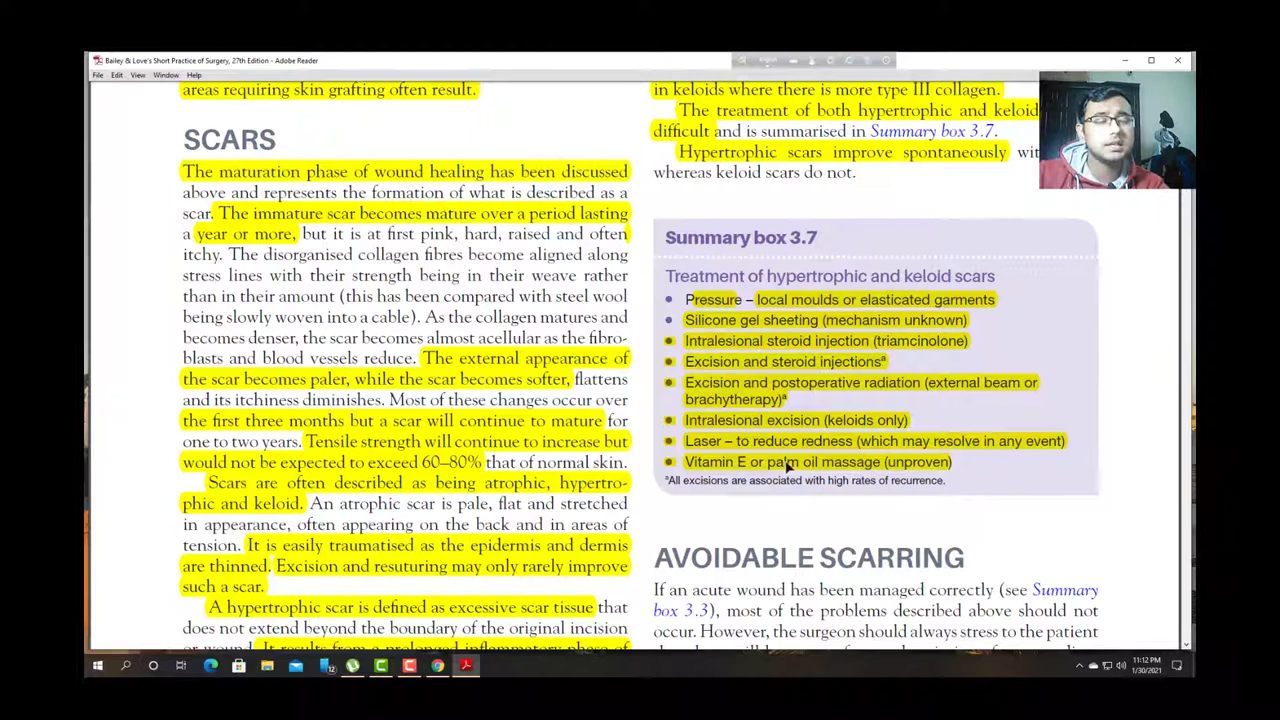 Bailey & Love's Short Practice of Surgery, 27th Edition - Adobe Reader
File Edit View Window Help
English
areas requiring skin grafting often result.
SCARS
The maturation phase of wound healing has been discussed
above and represents the formation of what is described as a
scar. The immature scar becomes mature over a period lasting
a year or more, but it is at first pink, hard, raised and often
itchy. The disorganised collagen fibres become aligned along
stress lines with their strength being in their weave rather
than in their amount (this has been compared with steel wool
being slowly woven into a cable). As the collagen matures and
becomes denser, the scar becomes almost acellular as the fibro-
blasts and blood vessels reduce. The external appearance of
the scar becomes paler, while the scar becomes softer, flattens
and its itchiness diminishes. Most of these changes occur over
the first three months but a scar will continue to mature for
one to two years. Tensile strength will continue to increase but
would not be expected to exceed 60–80% that of normal skin.
Scars are often described as being atrophic, hypertro-
phic and keloid. An atrophic scar is pale, flat and stretched
in appearance, often appearing on the back and in areas of
tension. It is easily traumatised as the epidermis and dermis
are thinned. Excision and resuturing may only rarely improve
such a scar.
A hypertrophic scar is defined as excessive scar tissue that
does not extend beyond the boundary of the original incision
or wound. It results from a prolonged inflammatory phase of
in keloids where there is more type III collagen.
The treatment of both hypertrophic and keloid
difficult and is summarised in Summary box 3.7.
Hypertrophic scars improve spontaneously
whereas keloid scars do not.
Summary box 3.7
Treatment of hypertrophic and keloid scars
• Pressure – local moulds or elasticated garments
• Silicone gel sheeting (mechanism unknown)
• Intralesional steroid injection (triamcinolone)
• Excision and steroid injectionsª
• Excision and postoperative radiation (external beam or
brachytherapy)ª
• Intralesional excision (keloids only)
• Laser – to reduce redness (which may resolve in any event)
• Vitamin E or palm oil massage (unproven)
ªAll excisions are associated with high rates of recurrence.
AVOIDABLE SCARRING
If an acute wound has been managed correctly (see Summary
box 3.3), most of the problems described above should not
occur. However, the surgeon should always stress to the patient
12
11:12 PM
1/30/2021